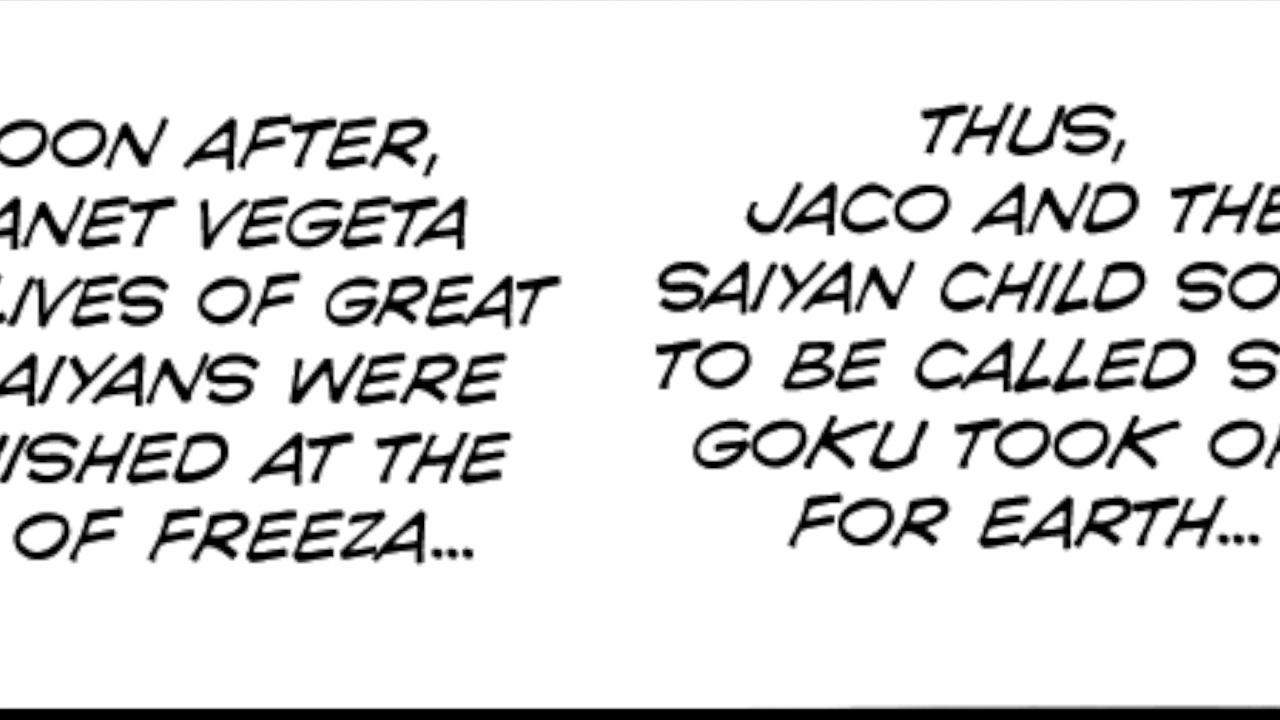 OON AFTER,
ANET VEGETA
LIVES OF GREAT
AIYANS WERE
ISHED AT THE
OF FREEZA...
THUS,
JACO AND THE
SAIYAN CHILD SO
TO BE CALLED S
GOKU TOOK O
FOR EARTH...